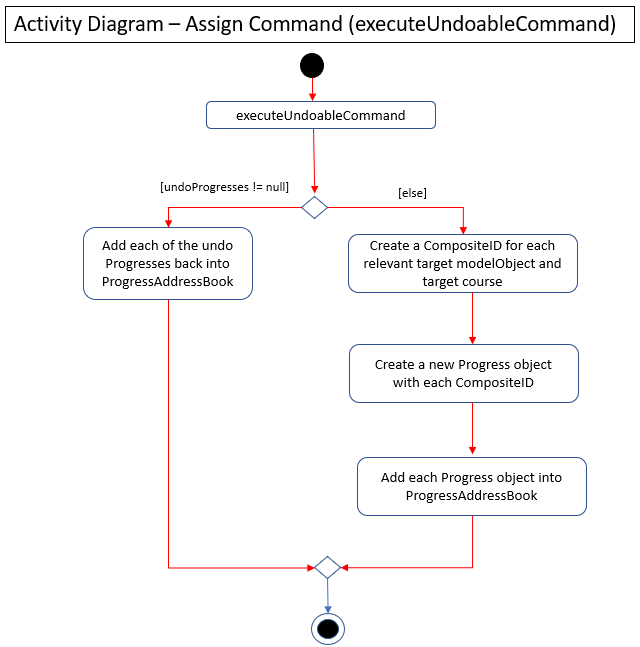 Activity Diagram – Assign Command (executeUndoableCommand)
executeUndoableCommand
[undoProgresses != null]
[else]
Add each of the undo
Progresses back into
ProgressAddressBook
Create a CompositeID for each
relevant target modelObject and
target course
Create a new Progress object
with each CompositeID
Add each Progress object into
ProgressAddressBook